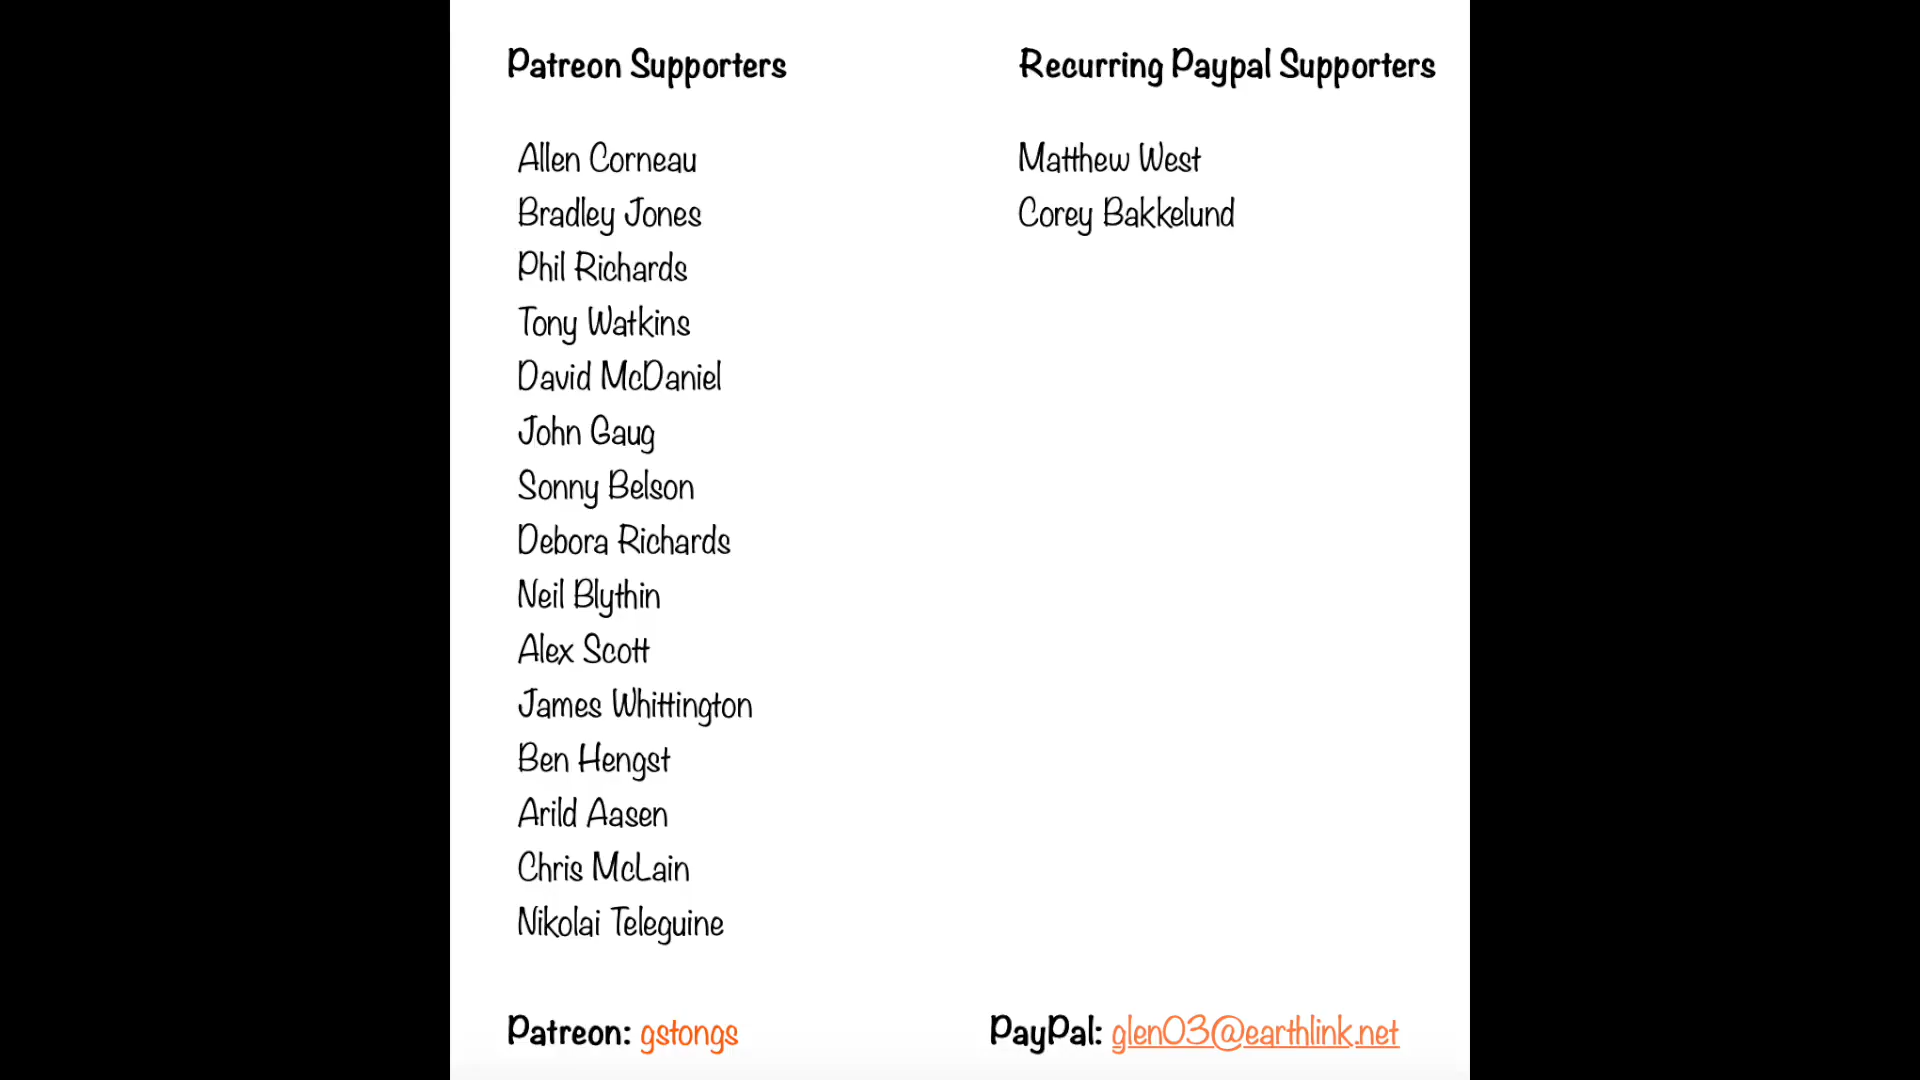 Patreon Supporters
Allen Corneau
Bradley Jones
Phil Richards
Tony Watkins
David McDaniel
John Gaug
Sonny Belson
Debora Richards
Neil Blythin
Alex Scott
James Whittington
Ben Hengst
Arild Aasen
Chris McLain
Nikolai Teleguine
Patreon: gstongs
Recurring Paypal Supporters
Matthew West
Corey Bakkelund
PayPal: glen03@earthlink.net